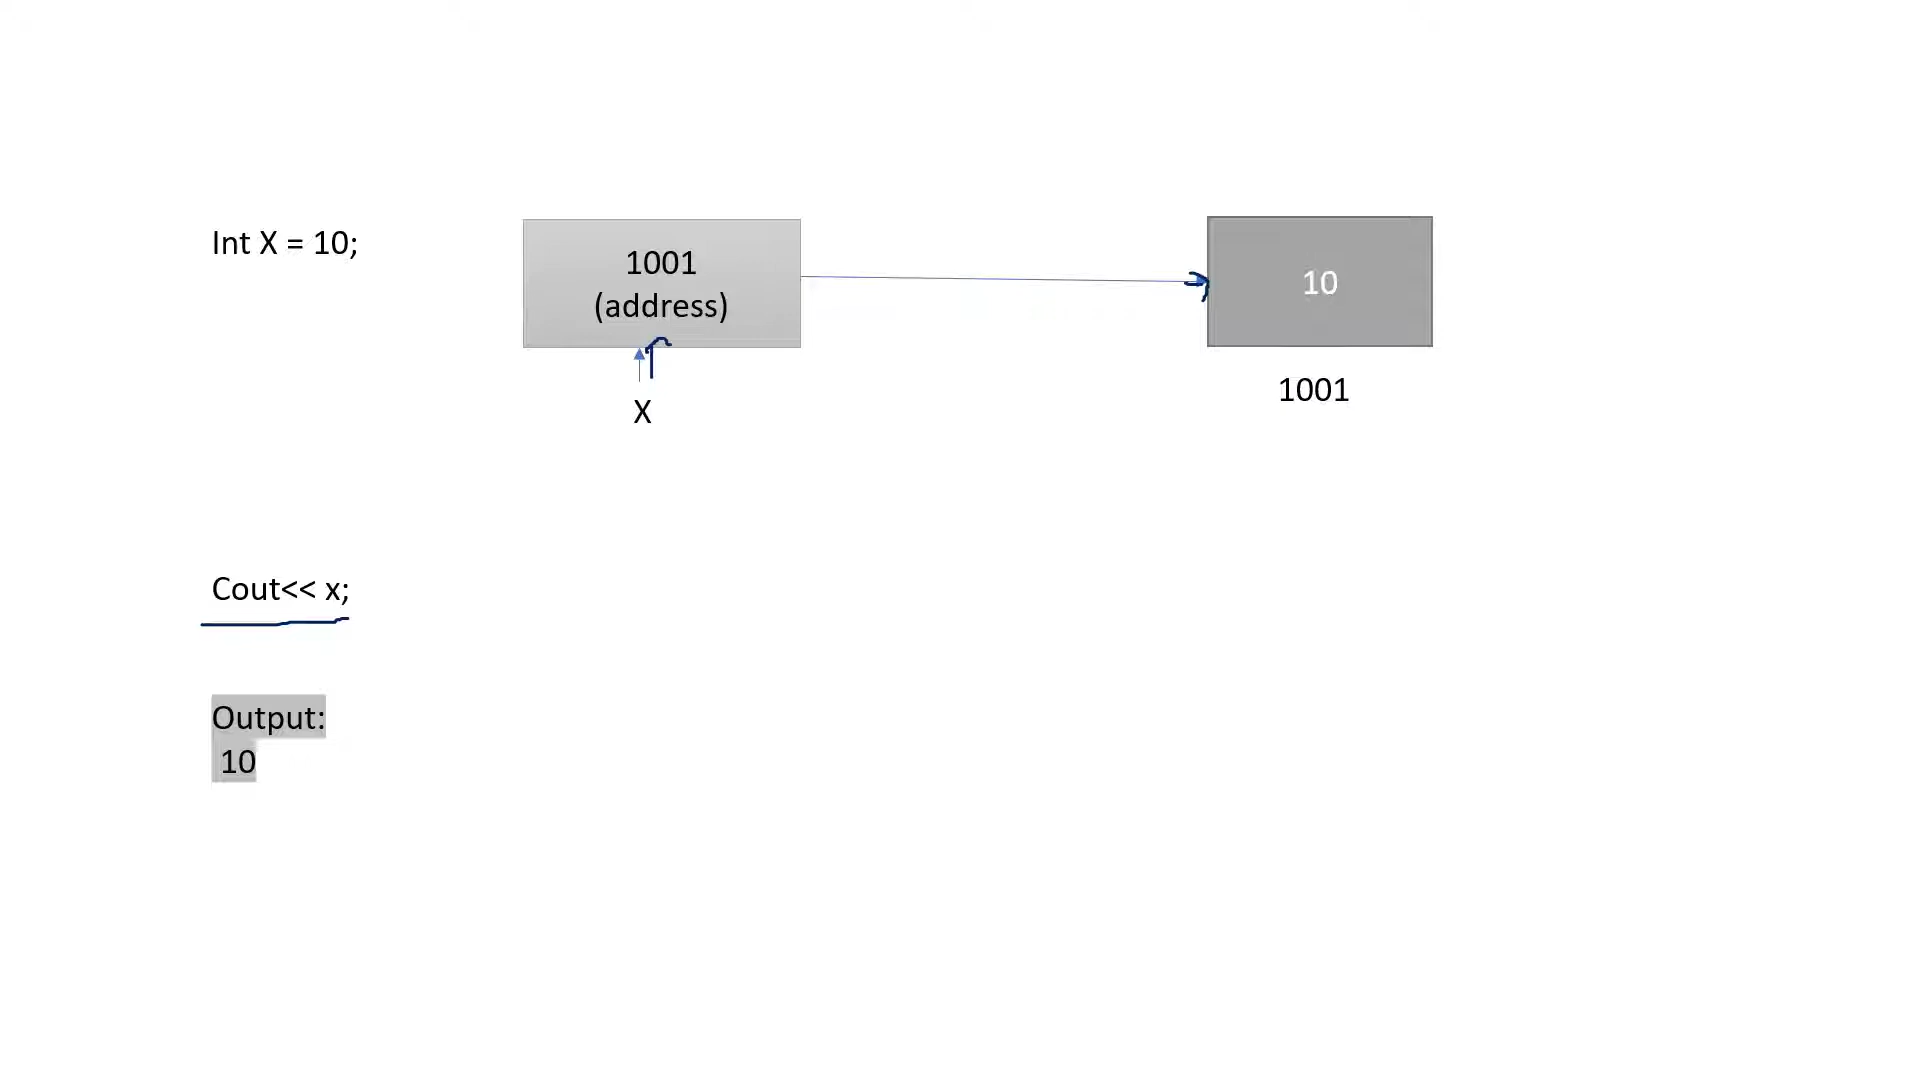 Int X = 10;
1001
(address)
10
X
1001
Cout<< x;
Output:
10